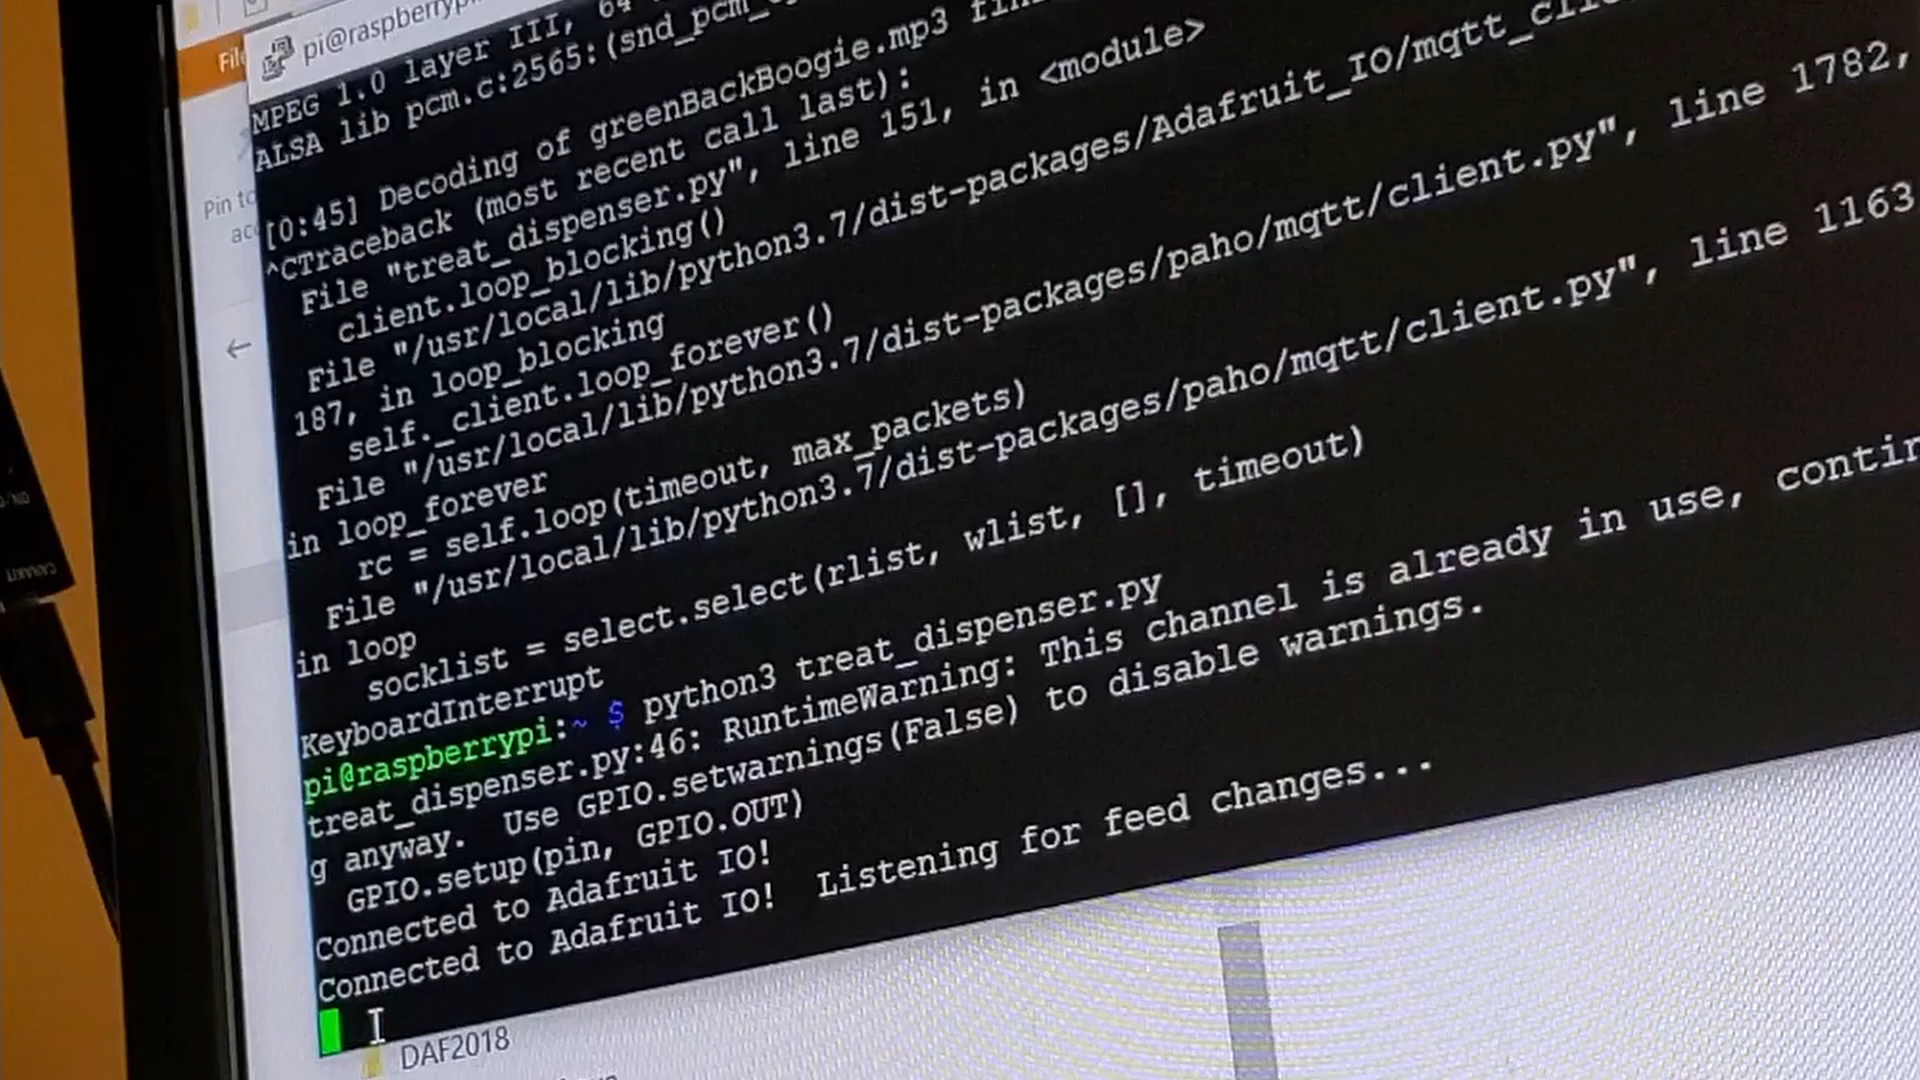 File
pi@raspberrypi
MPEG 1.0 layer III, 64
ALSA lib pcm.c:2565:(snd_pcm_
[0:45] Decoding of greenBackBoogie.mp3
^CTraceback (most recent call last):
File "treat_dispenser.py", line 151, in <module>
client.loop_blocking()
File "/usr/local/lib/python3.7/dist-packages/Adafruit_IO/mqtt_cli
187, in loop_blocking
self._client.loop_forever()
File "/usr/local/lib/python3.7/dist-packages/paho/mqtt/client.py", line 1782,
in loop_forever
rc = self.loop(timeout, max_packets)
File "/usr/local/lib/python3.7/dist-packages/paho/mqtt/client.py", line 1163
in loop
socklist = select.select(rlist, wlist, [], timeout)
KeyboardInterrupt
pi@raspberrypi:~ $ python3 treat_dispenser.py
treat_dispenser.py:46: RuntimeWarning: This channel is already in use, contin
g anyway.  Use GPIO.setwarnings(False) to disable warnings.
GPIO.setup(pin, GPIO.OUT)
Connected to Adafruit IO!
Connected to Adafruit IO!  Listening for feed changes...
Pin to
DAF2018
CANAKIT